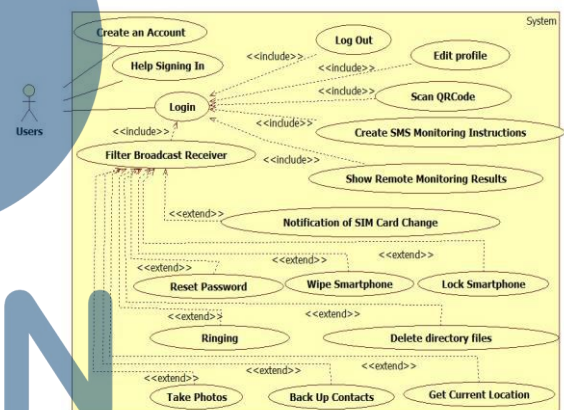 System
Create an Account
Log Out
<<include>>
Edit profile
Help Signing In
<<include>>
<<include>>
Scan QRCode
Login
Users
<<include>>
<<include>>
Create SMS Monitoring Instructions
Filter Broadcast Receiver
<<include>>
Show Remote Monitoring Results
<<extend>>
Notification of SIM Card Change
<<extend>>
<<extend>>
<<extend>>
Reset Password
Wipe Smartphone
Lock Smartphone
<<extend>>
<<extend>>
Ringing
Delete directory files
<<extend>>
<<extend>>
<<extend>>
Take Photos
Back Up Contacts
Get Current Location
N